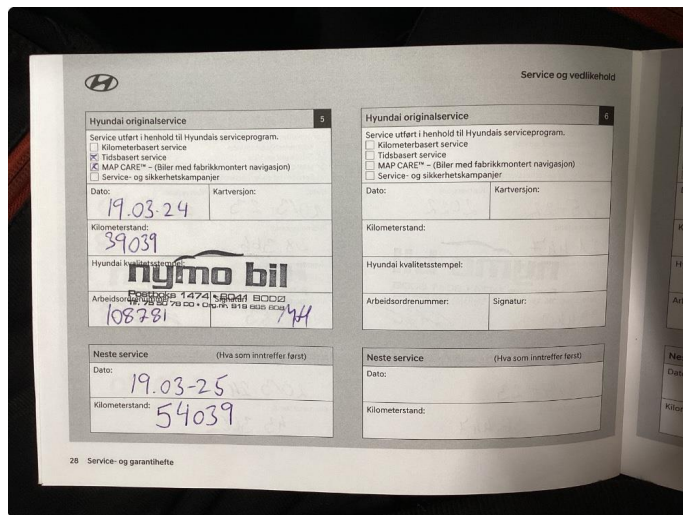 Service og vedlikehold
Hyundai originalservice 5
Service utført i henhold til Hyundais serviceprogram.
Kilometerbasert service
Tidsbasert service
MAP CARE™ – (Biler med fabrikkmontert navigasjon)
Service- og sikkerhetskampanjer
Dato: Kartversjon:
19.03.24
Kilometerstand:
39039
Hyundai kvalitetsstempel:
nymo bil
Postboks 1474 • 8041 BODØ
Arbeidsordrenummer: Signatur:
108781
Neste service (Hva som inntreffer først)
Dato:
19.03-25
Kilometerstand:
54039
Hyundai originalservice 6
Service utført i henhold til Hyundais serviceprogram.
Kilometerbasert service
Tidsbasert service
MAP CARE™ – (Biler med fabrikkmontert navigasjon)
Service- og sikkerhetskampanjer
Dato: Kartversjon:
Kilometerstand:
Hyundai kvalitetsstempel:
Arbeidsordrenummer: Signatur:
Neste service (Hva som inntreffer først)
Dato:
Kilometerstand:
28 Service- og garantihefte